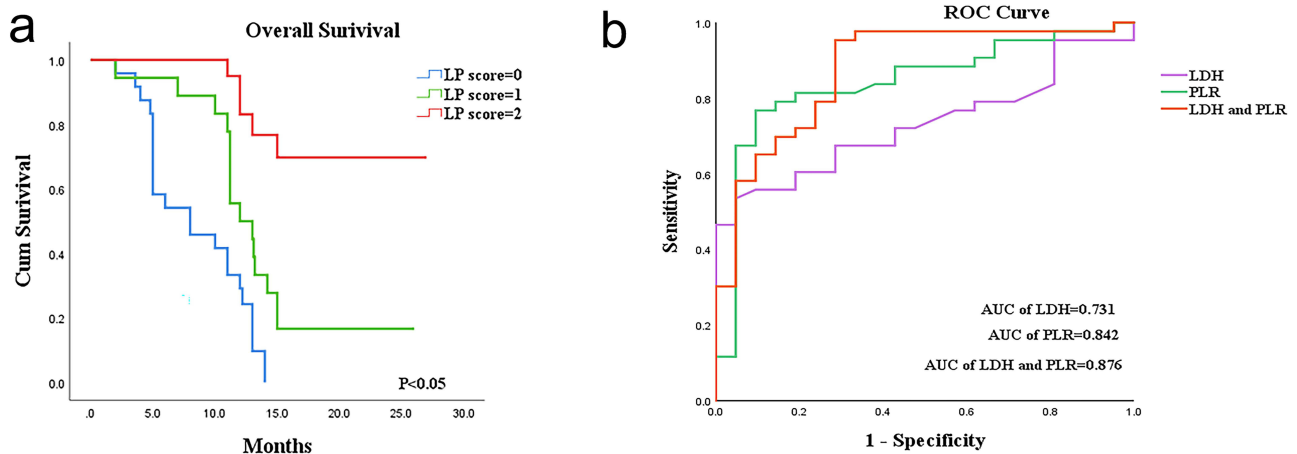 a
Overall Surivival
LP score=0
LP score=1
LP score=2
1.0
0.8
0.6
0.4
0.2
0.0
Cum Surivival
P<0.05
.0 5.0 10.0 15.0 20.0 25.0 30.0
Months
b
ROC Curve
LDH
PLR
LDH and PLR
1.0
0.8
0.6
0.4
0.2
0.0
Sensitivity
AUC of LDH=0.731
AUC of PLR=0.842
AUC of LDH and PLR=0.876
0.0 0.2 0.4 0.6 0.8 1.0
1 - Specificity